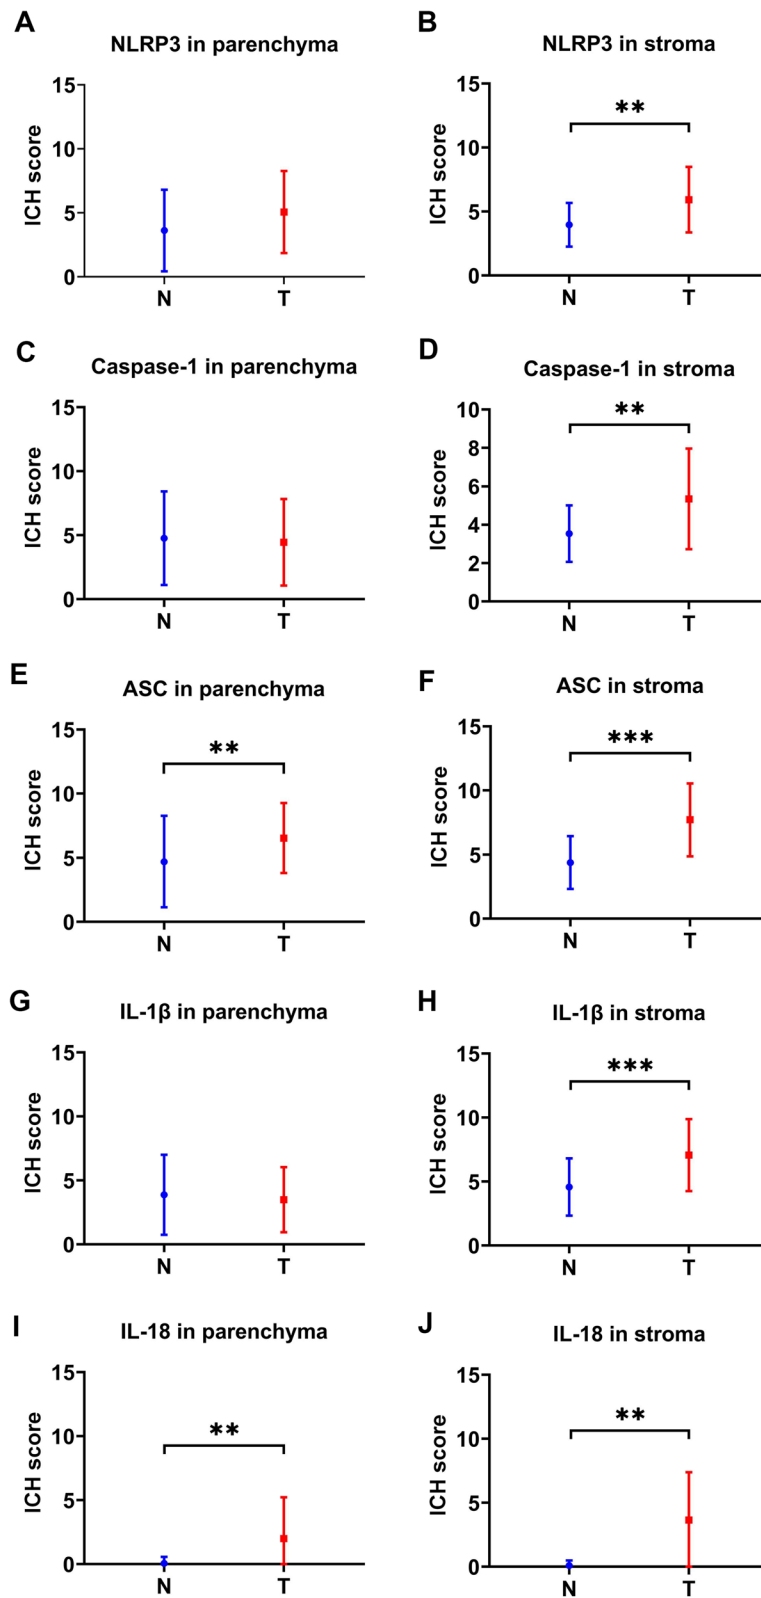 A
NLRP3 in parenchyma
ICH score
15
10
5
0
N T
B
NLRP3 in stroma
**
ICH score
15
10
5
0
N T
C
Caspase-1 in parenchyma
ICH score
15
10
5
0
N T
D
Caspase-1 in stroma
**
ICH score
10
8
6
4
2
0
N T
E
ASC in parenchyma
**
ICH score
15
10
5
0
N T
F
ASC in stroma
***
ICH score
15
10
5
0
N T
G
IL-1β in parenchyma
ICH score
15
10
5
0
N T
H
IL-1β in stroma
***
ICH score
15
10
5
0
N T
I
IL-18 in parenchyma
**
ICH score
15
10
5
0
N T
J
IL-18 in stroma
**
ICH score
15
10
5
0
N T